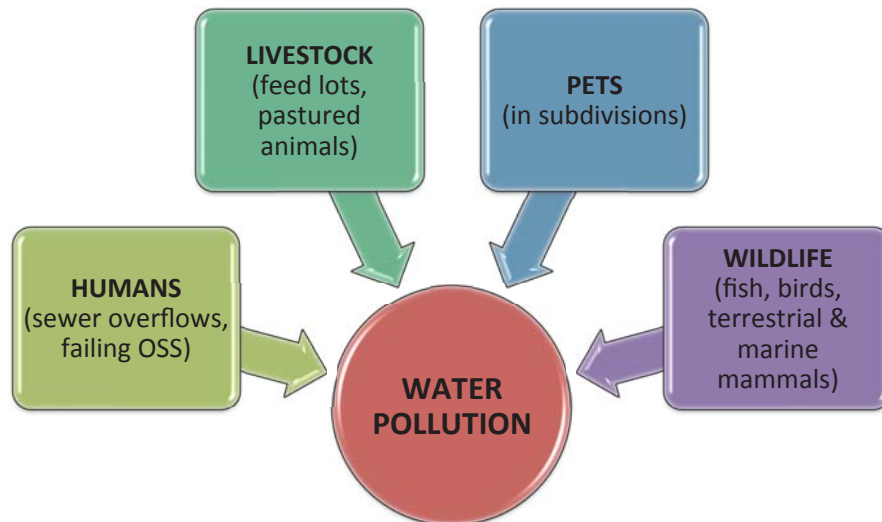 LIVESTOCK
(feed lots,
pastured
animals)
PETS
(in subdivisions)
HUMANS
(sewer overflows,
failing OSS)
WILDLIFE
(fish, birds,
terrestrial &
marine
mammals)
WATER
POLLUTION